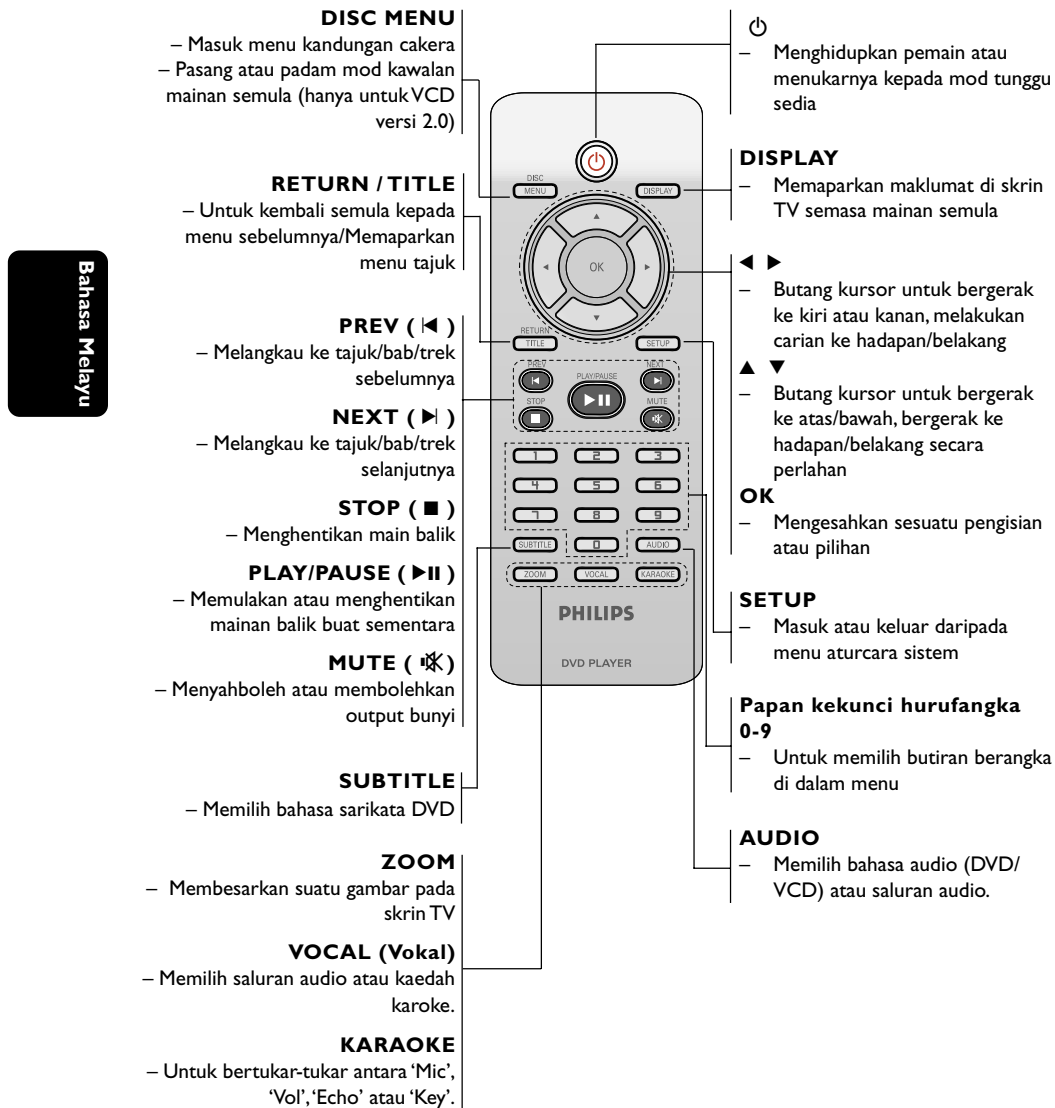 DISC MENU
– Masuk menu kandungan cakera
– Pasang atau padam mod kawalan
mainan semula (hanya untuk VCD
versi 2.0)
RETURN / TITLE
– Untuk kembali semula kepada
menu sebelumnya/Memaparkan
menu tajuk
PREV ( |◀ )
– Melangkau ke tajuk/bab/trek
sebelumnya
NEXT ( ▶| )
– Melangkau ke tajuk/bab/trek
selanjutnya
STOP ( ■ )
– Menghentikan main balik
PLAY/PAUSE ( ▶II )
– Memulakan atau menghentikan
mainan balik buat sementara
MUTE ( 🔇 )
– Menyahboleh atau membolehkan
output bunyi
SUBTITLE
– Memilih bahasa sarikata DVD
ZOOM
– Membesarkan suatu gambar pada
skrin TV
VOCAL (Vokal)
– Memilih saluran audio atau kaedah
karoke.
KARAOKE
– Untuk bertukar-tukar antara ‘Mic’,
‘Vol’, ‘Echo’ atau ‘Key’.
Bahasa Melayu
DISC
MENU
DISPLAY
▲
◀ OK ▶
▼
RETURN
TITLE
SETUP
PREV
PLAY/PAUSE
NEXT
STOP
MUTE
1 2 3
4 5 6
7 8 9
SUBTITLE 0 AUDIO
ZOOM VOCAL KARAOKE
PHILIPS
DVD PLAYER
⏻
– Menghidupkan pemain atau
menukarnya kepada mod tunggu
sedia
DISPLAY
– Memaparkan maklumat di skrin
TV semasa mainan semula
◀ ▶
– Butang kursor untuk bergerak
ke kiri atau kanan, melakukan
carian ke hadapan/belakang
▲ ▼
– Butang kursor untuk bergerak
ke atas/bawah, bergerak ke
hadapan/belakang secara
perlahan
OK
– Mengesahkan sesuatu pengisian
atau pilihan
SETUP
– Masuk atau keluar daripada
menu aturcara sistem
Papan kekunci hurufangka
0-9
– Untuk memilih butiran berangka
di dalam menu
AUDIO
– Memilih bahasa audio (DVD/
VCD) atau saluran audio.